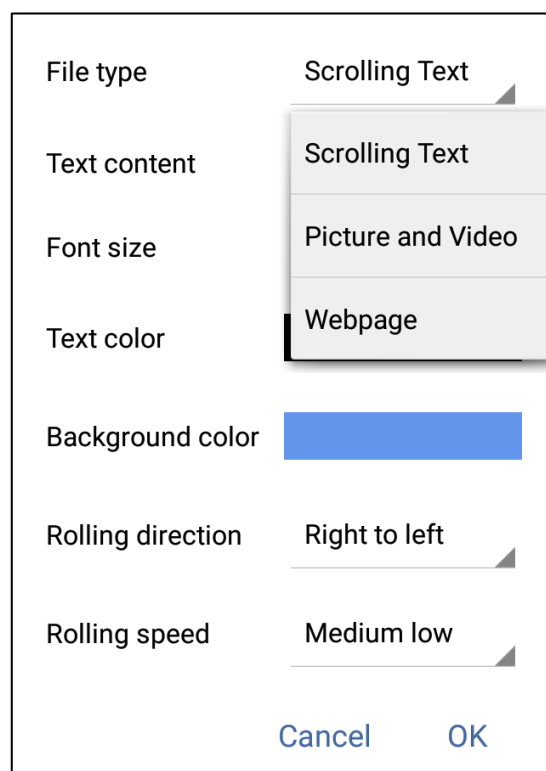 File type Scrolling Text
Scrolling Text
Text content
Picture and Video
Font size
Webpage
Text color
Background color
Rolling direction Right to left
Rolling speed Medium low
Cancel OK